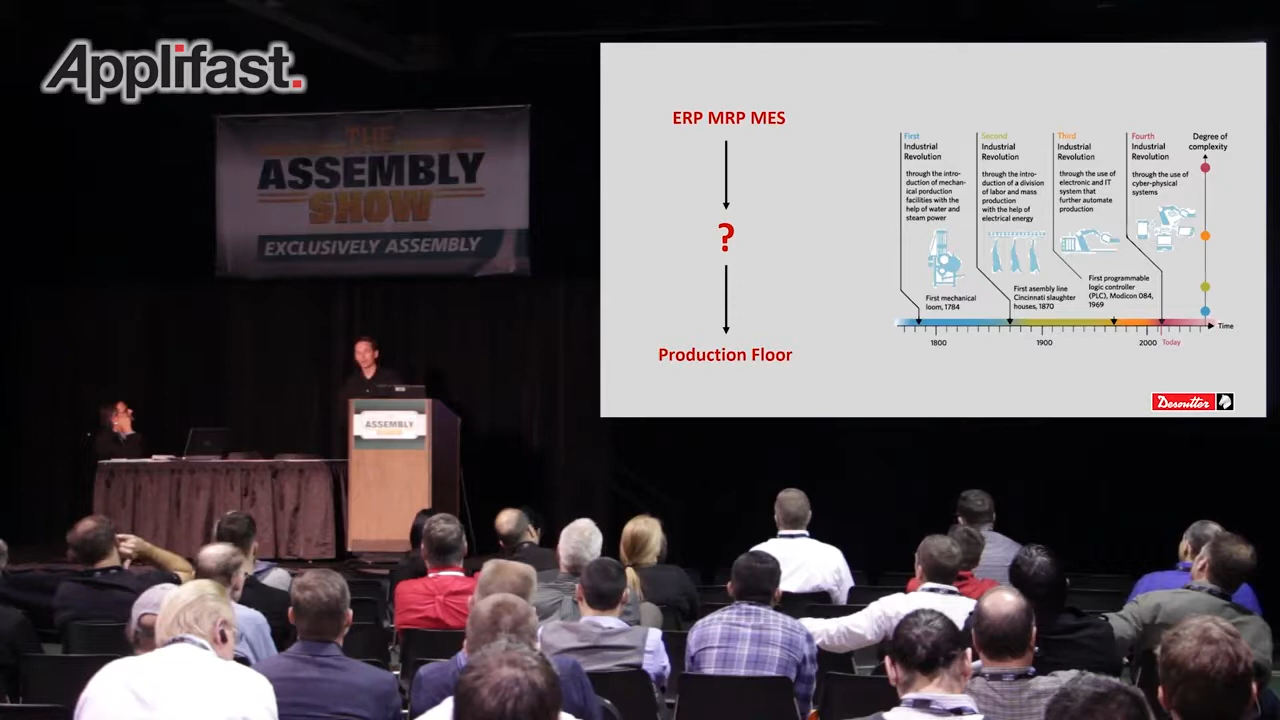 Applifast.
THE
ASSEMBLY
SHOW
EXCLUSIVELY ASSEMBLY
ASSEMBLY
ERP MRP MES
?
Production Floor
First
Industrial
Revolution
through the intro-
duction of mechan-
ical porduction
facilities with the
help of water and
steam power
First mechanical
loom, 1784
Second
Industrial
Revolution
through the intro-
duction of a division
of labor and mass
production
with the help of
electrical energy
First asembly line
Cincinnati slaughter
houses, 1870
Third
Industrial
Revolution
through the use of
electronic and IT
system that
further automate
production
First programmable
logic controller
(PLC), Modicon 084,
1969
Fourth
Industrial
Revolution
through the use of
cyber-physical
systems
Degree of
complexity
Time
1800
1900
2000
Today
Desoutter